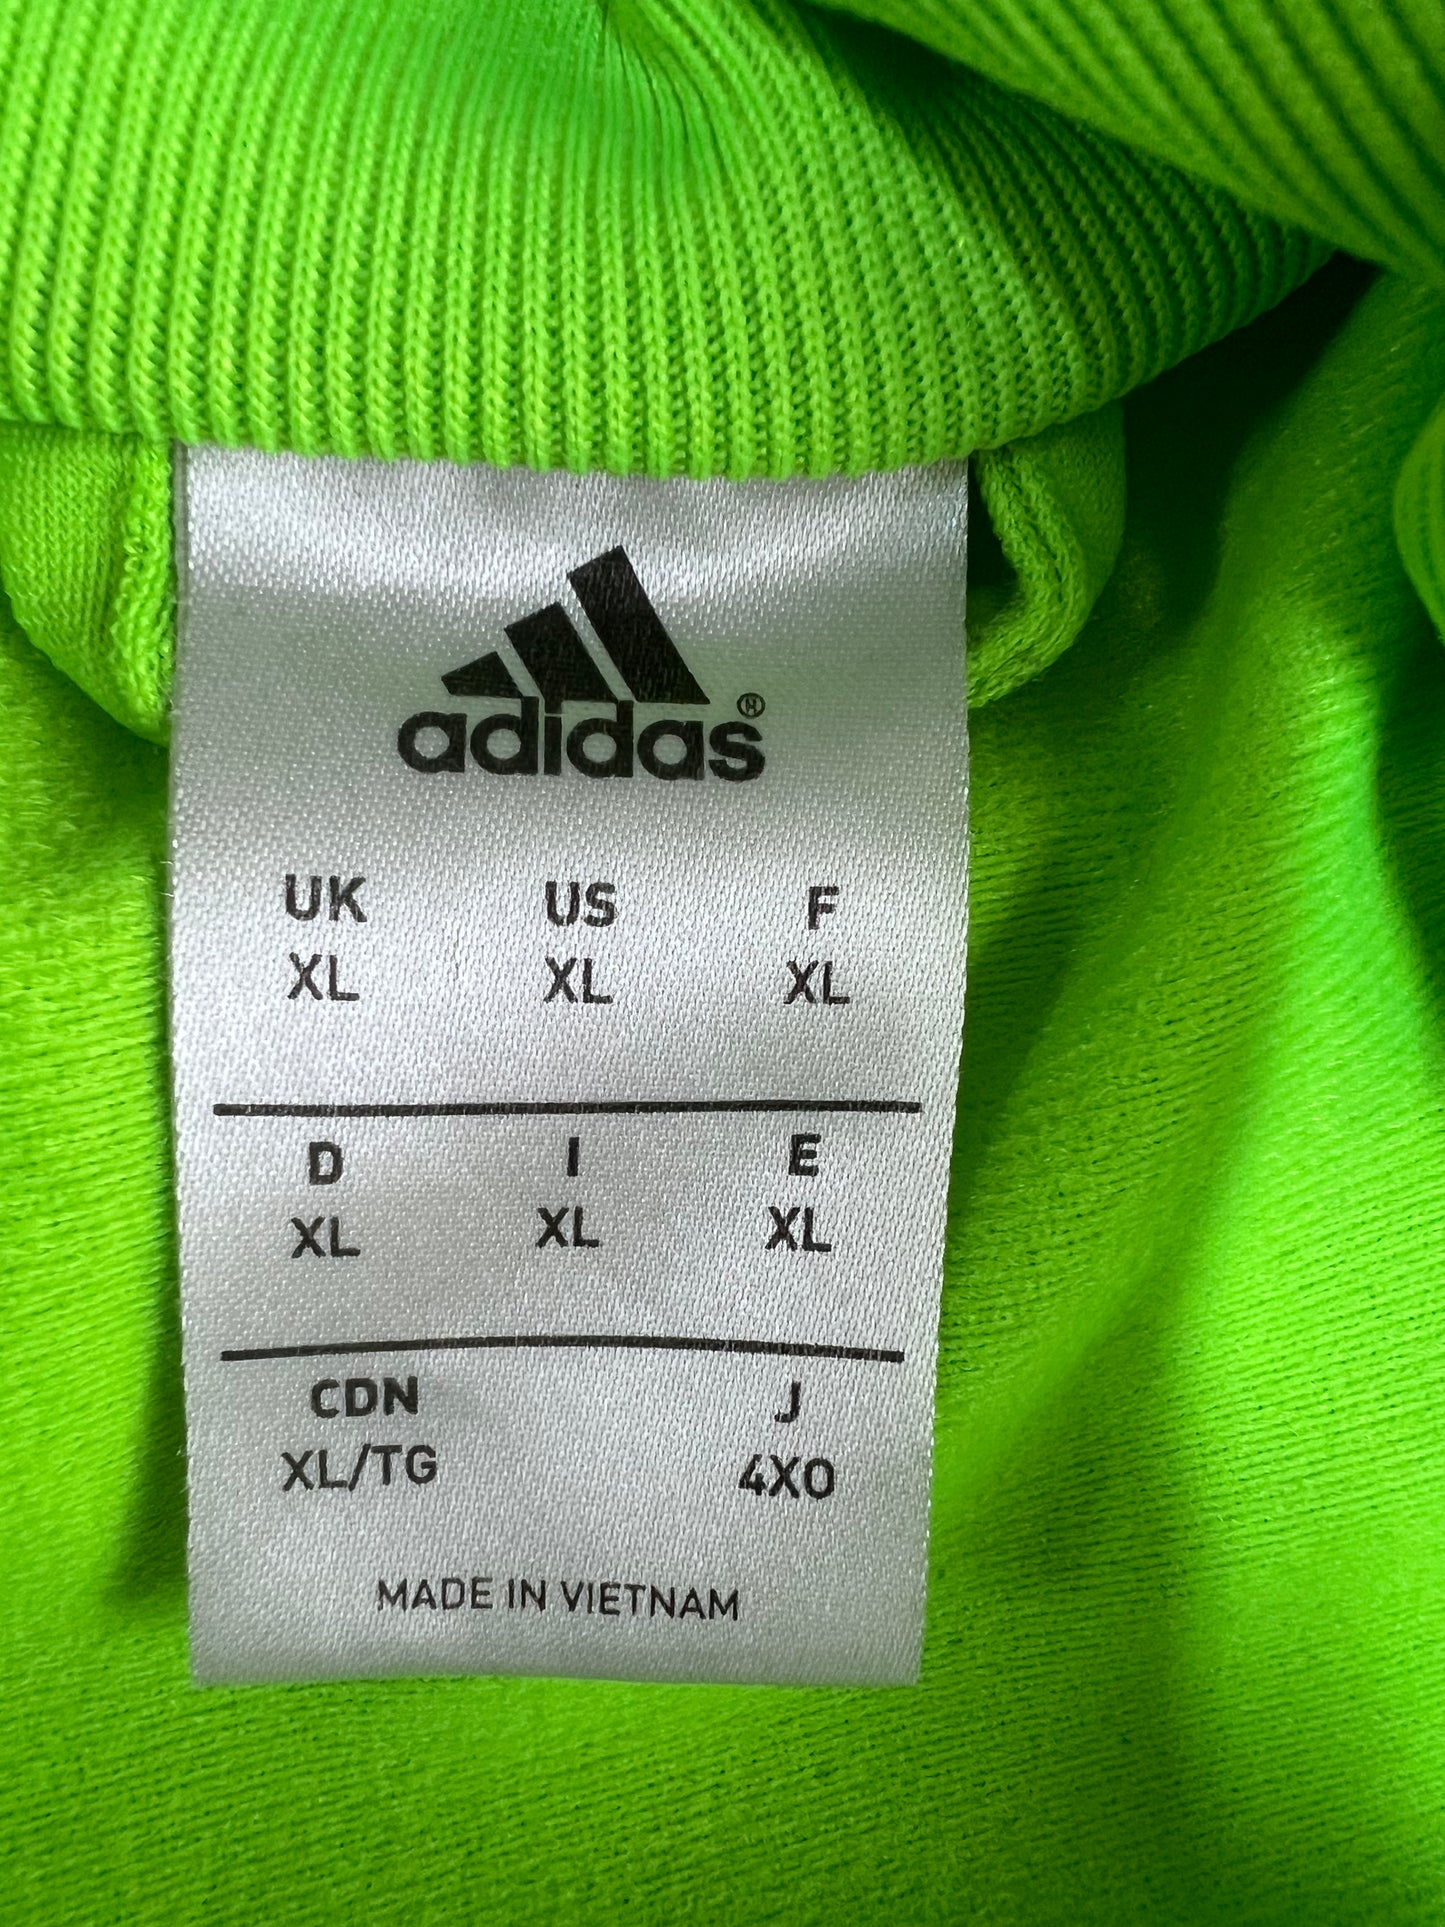 adidas®
UK US F
XL XL XL
D I E
XL XL XL
CDN J
XL/TG 4XO
MADE IN VIETNAM